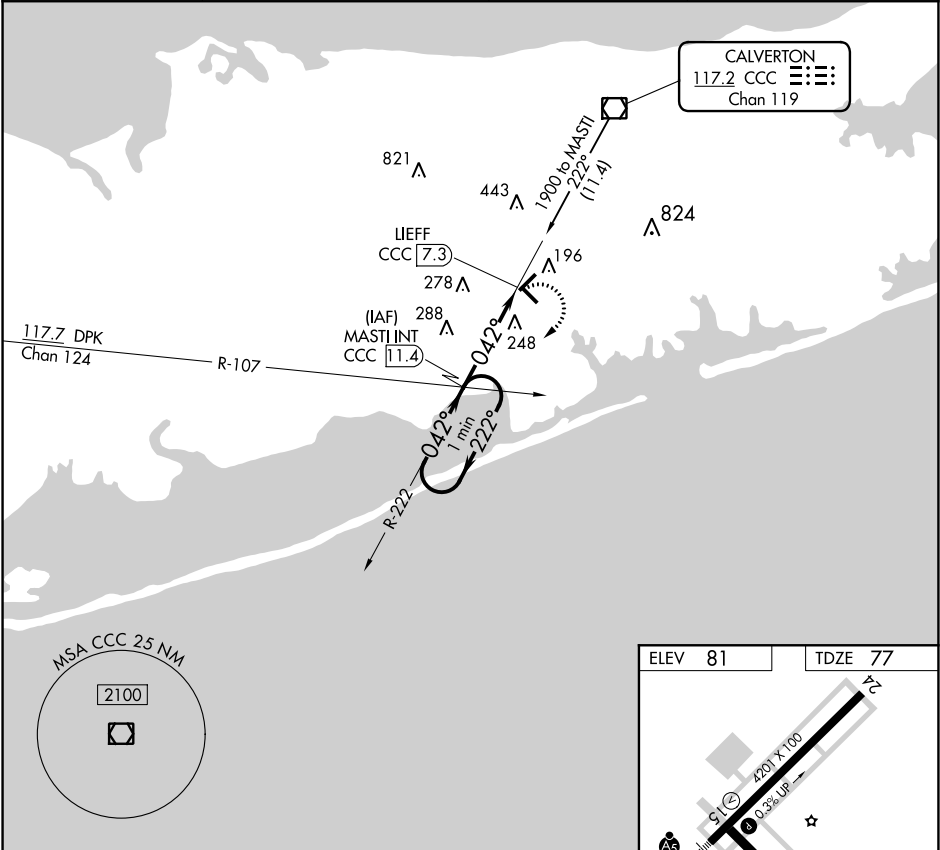 CALVERTON
117.2 CCC
Chan 119
1900 to MASTI
222°
(11.4)
821
443
824
LIEFF
CCC 7.3
196
278
(IAF)
MASTI INT
CCC 11.4
288
248
042°
117.7 DPK
Chan 124
R-107
042°
1 min
222°
R-222
MSA CCC 25 NM
2100
ELEV 81
TDZE 77
24
4201 X 100
0.3% UP
15
V
P
A5